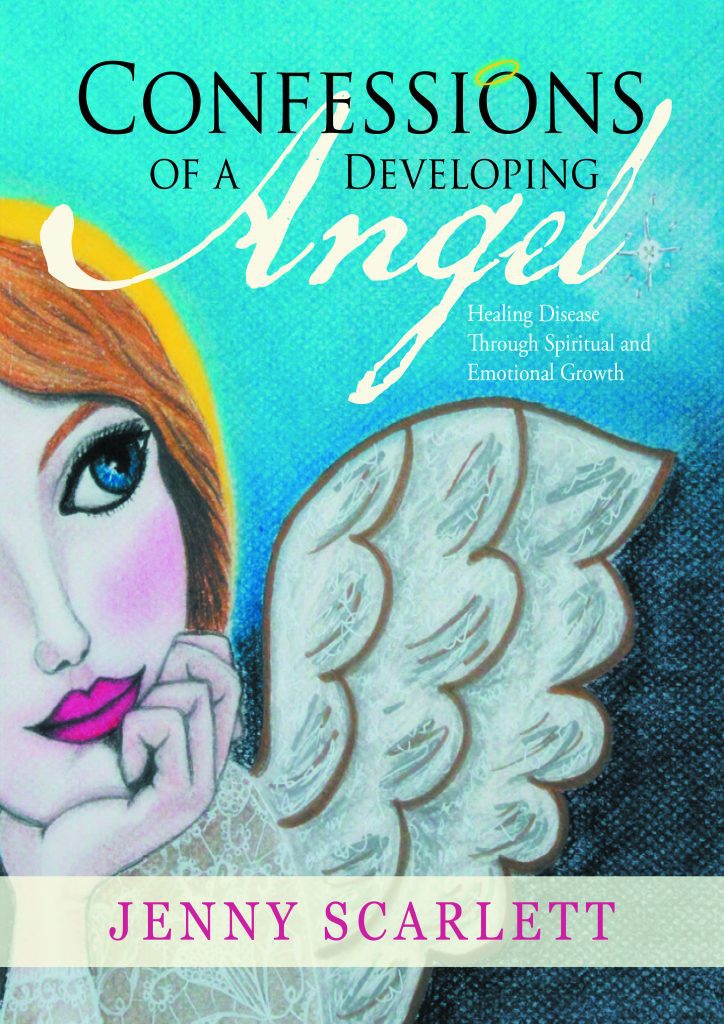 CONFESSIONS
OF A DEVELOPING
Angel
Healing Disease
Through Spiritual and
Emotional Growth
JENNY SCARLETT